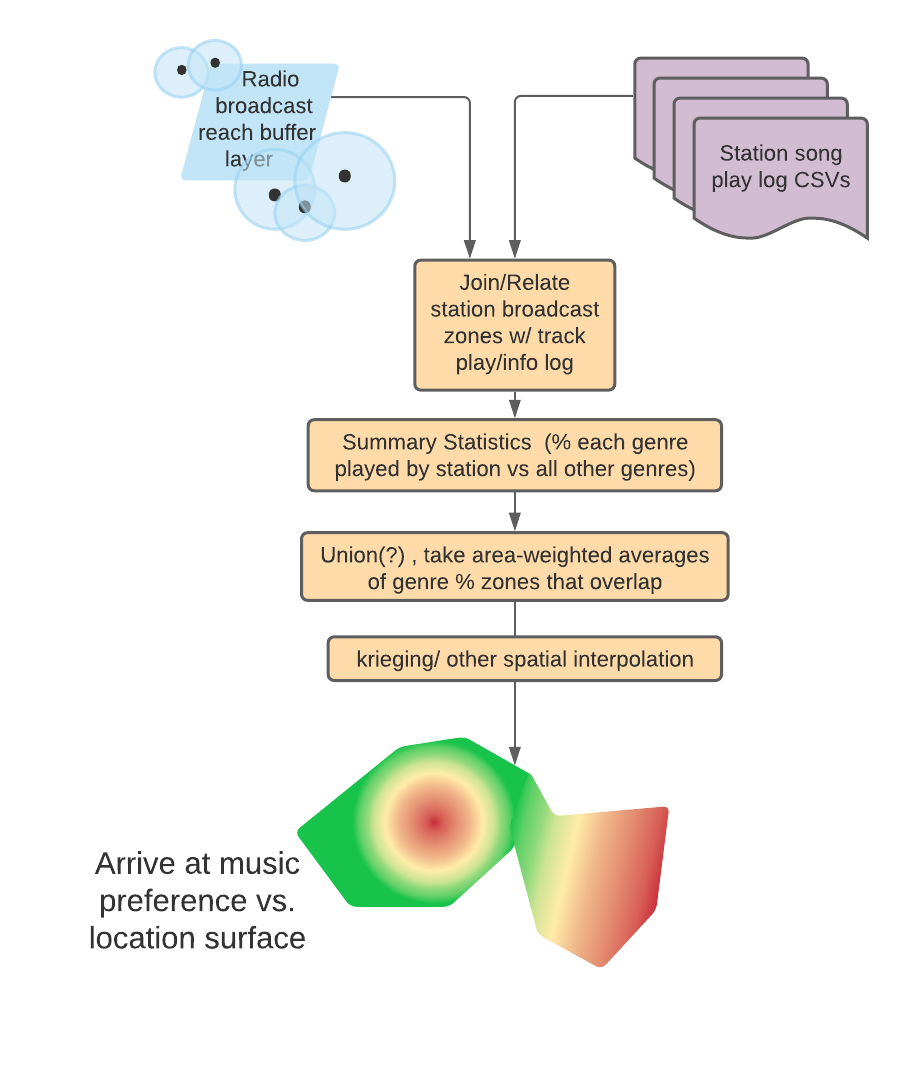 Radio
broadcast
reach buffer
layer
Station song
play log CSVs
Join/Relate
station broadcast
zones w/ track
play/info log
Summary Statistics  (% each genre
played by station vs all other genres)
Union(?) , take area-weighted averages
of genre % zones that overlap
krieging/ other spatial interpolation
Arrive at music
preference vs.
location surface